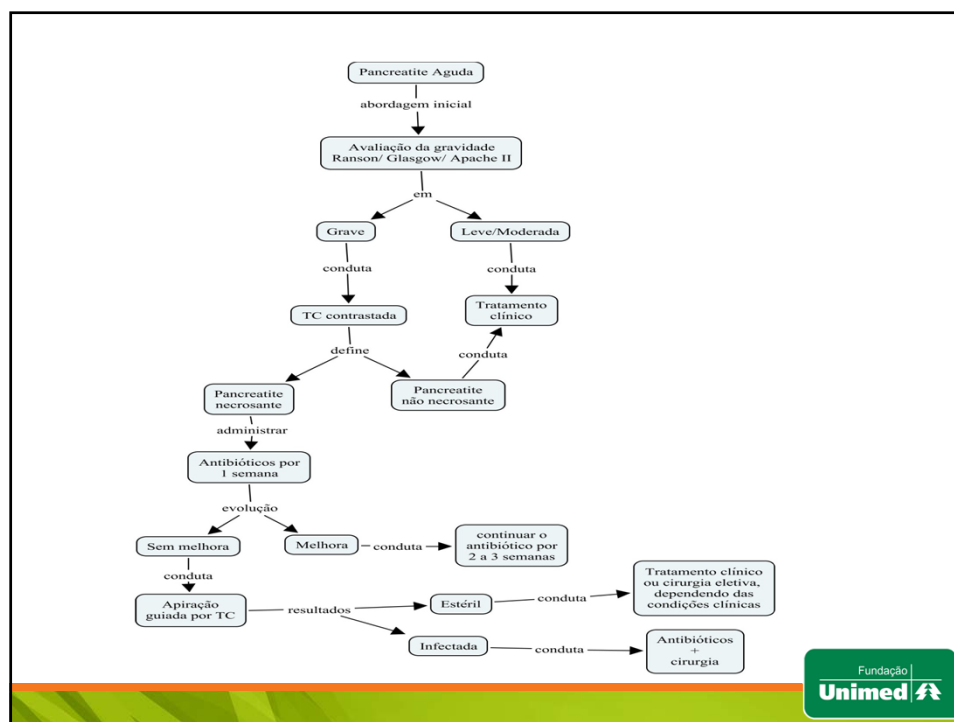 Pancreatite Aguda
abordagem inicial
Avaliação da gravidade
Ranson/ Glasgow/ Apache II
em
Grave
Leve/Moderada
conduta
conduta
TC contrastada
Tratamento
clínico
define
conduta
Pancreatite
necrosante
Pancreatite
não necrosante
administrar
Antibióticos por
1 semana
evolução
Sem melhora
Melhora
conduta
continuar o
antibiótico por
2 a 3 semanas
conduta
Apiração
guiada por TC
resultados
Estéril
conduta
Tratamento clínico
ou cirurgia eletiva,
dependendo das
condições clínicas
Infectada
conduta
Antibióticos
+
cirurgia
Fundação
Unimed